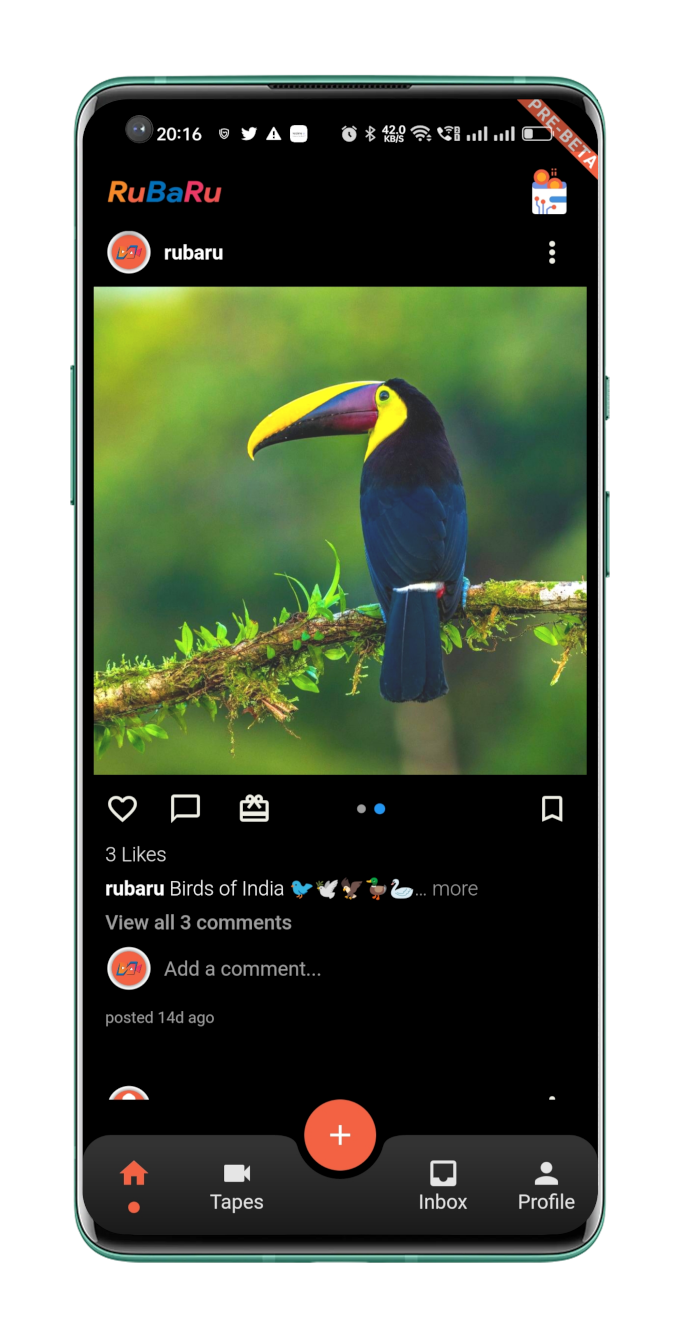 20:16
42.0
KB/S
PRE-BETA
RuBaRu
rubaru
3 Likes
rubaru Birds of India 🐦🕊🦅🦆🦢... more
View all 3 comments
Add a comment...
posted 14d ago
Tapes
Inbox
Profile